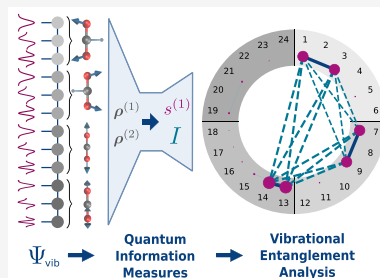 ρ(1)
ρ(2)
s(1)
I
1
2
3
4
5
6
7
8
9
10
11
12
13
14
15
16
17
18
19
20
21
22
23
24
Ψvib
Quantum
Information
Measures
Vibrational
Entanglement
Analysis